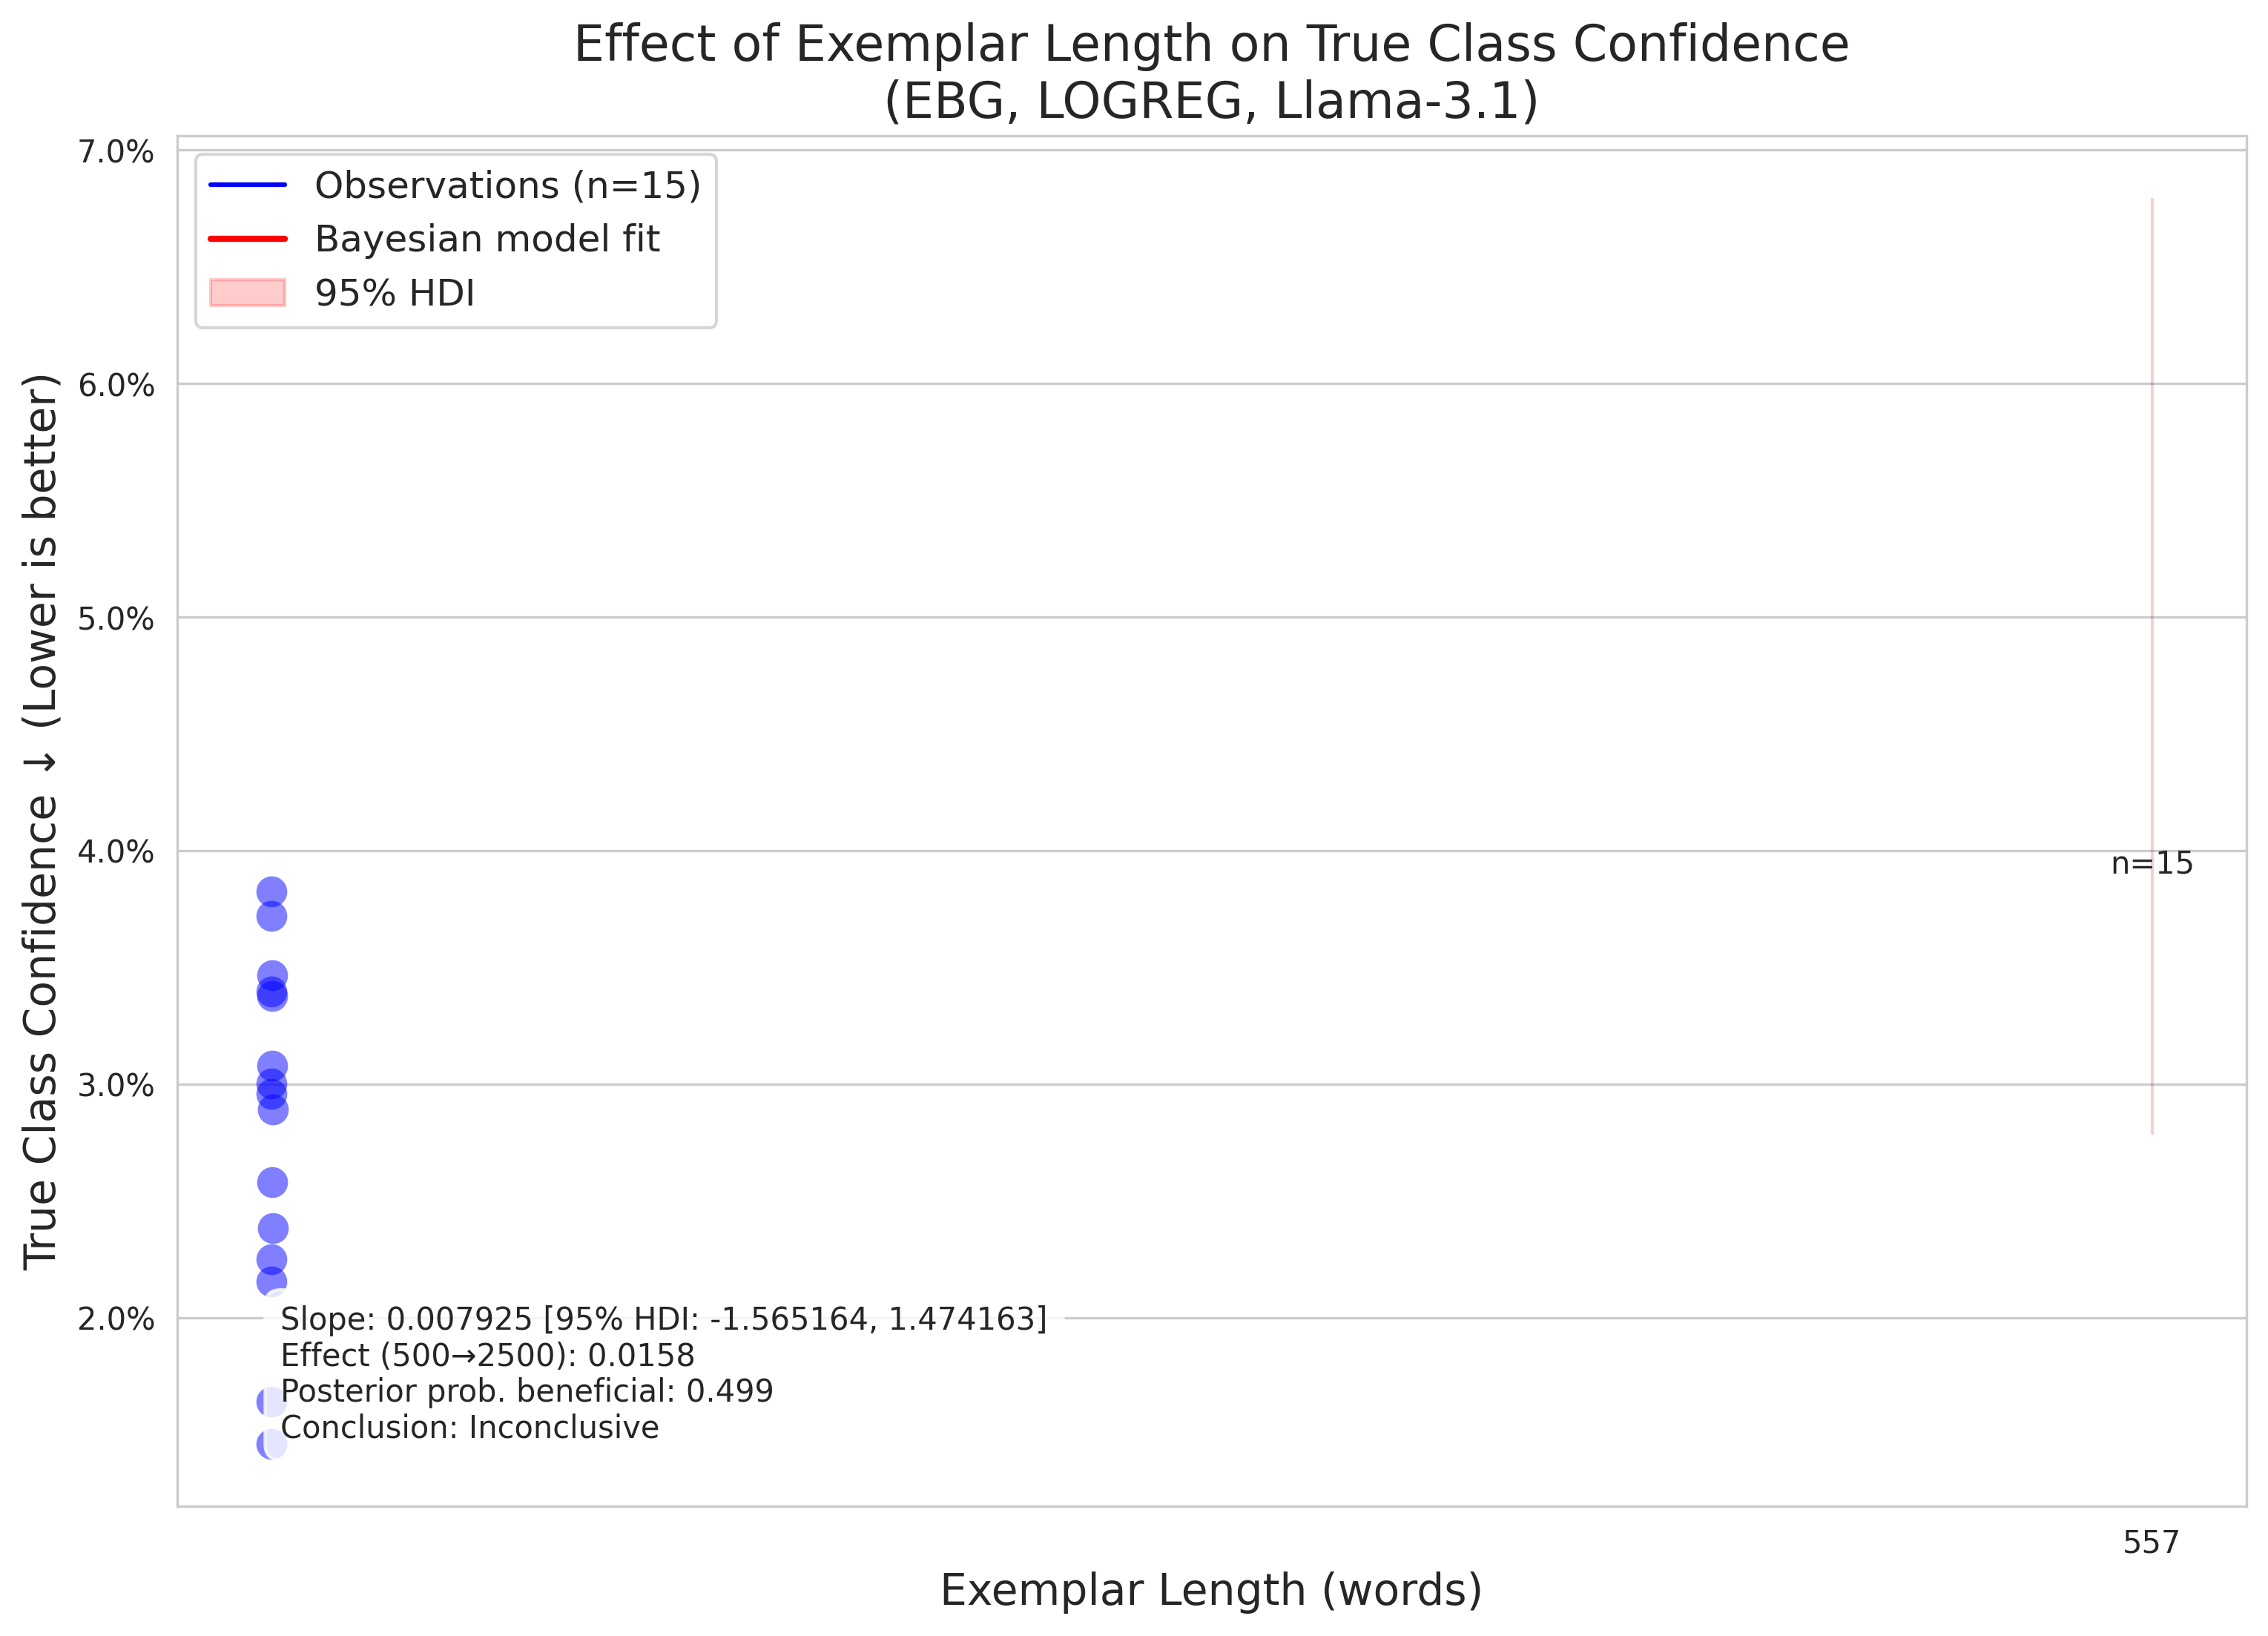 Effect of Exemplar Length on True Class Confidence
(EBG, LOGREG, Llama-3.1)
7.0%
6.0%
5.0%
4.0%
3.0%
2.0%
True Class Confidence ↓ (Lower is better)
Observations (n=15)
Bayesian model fit
95% HDI
n=15
Slope: 0.007925 [95% HDI: -1.565164, 1.474163]
Effect (500→2500): 0.0158
Posterior prob. beneficial: 0.499
Conclusion: Inconclusive
557
Exemplar Length (words)